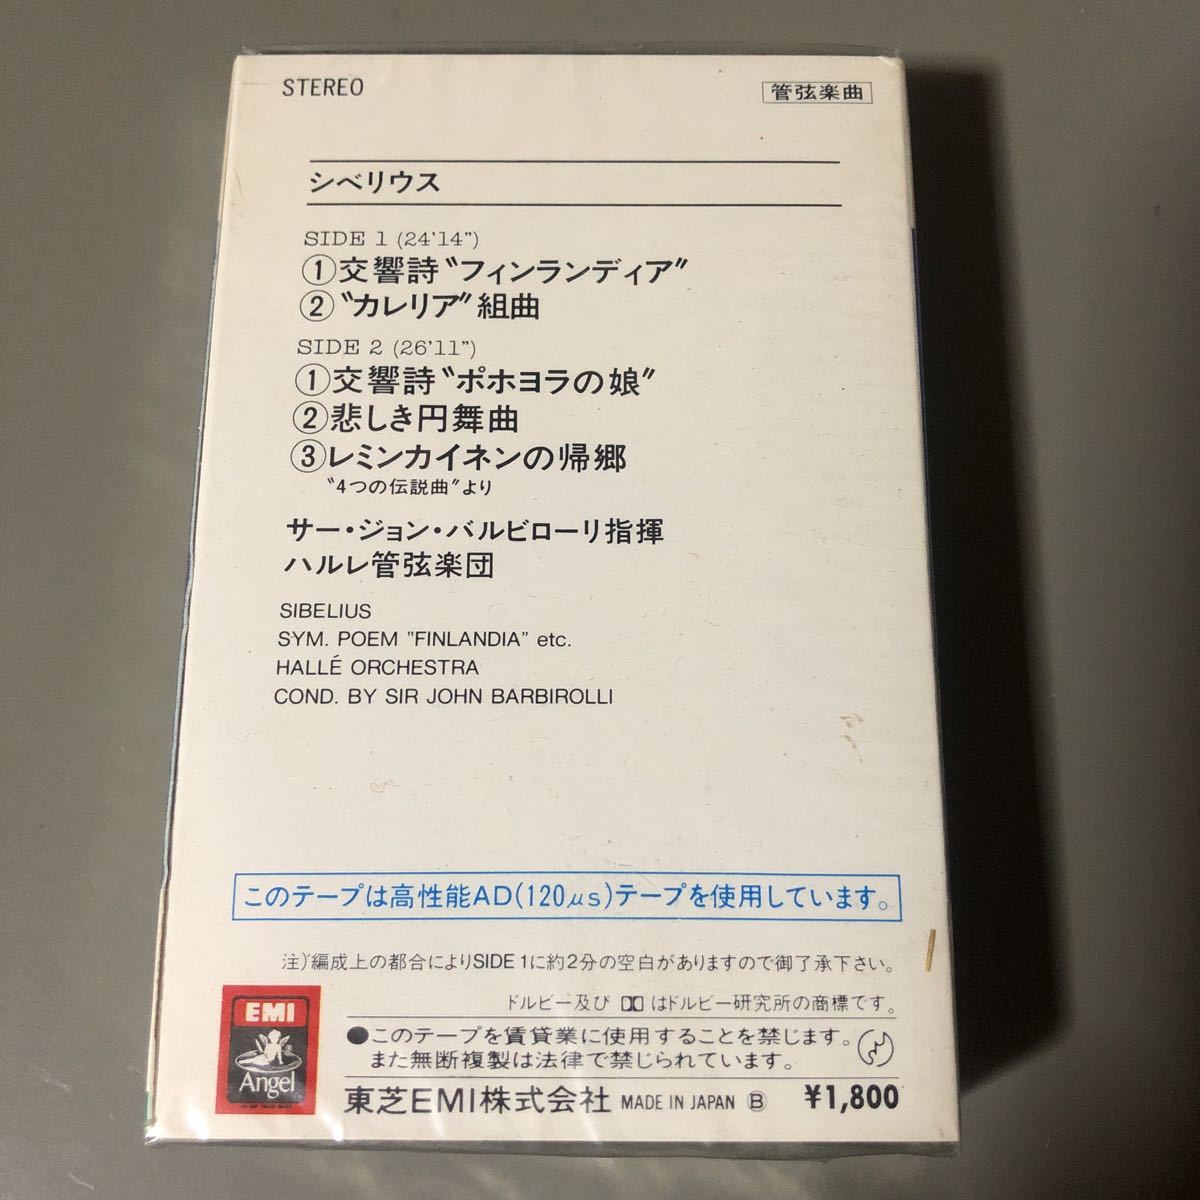 STEREO
管弦楽曲
シベリウス
SIDE 1 (24'14")
①交響詩“フィンランディア”
②“カレリア”組曲
SIDE 2 (26'11")
①交響詩“ポホヨラの娘”
②悲しき円舞曲
③レミンカイネンの帰郷
“4つの伝説曲”より
サー・ジョン・バルビローリ指揮
ハルレ管弦楽団
SIBELIUS
SYM. POEM “FINLANDIA” etc.
HALLÉ ORCHESTRA
COND. BY SIR JOHN BARBIROLLI
このテープは高性能AD(120μs)テープを使用しています。
注)編成上の都合によりSIDE 1に約2分の空白がありますので御了承下さい。
ドルビー及び はドルビー研究所の商標です。
●このテープを賃貸業に使用することを禁じます。
また無断複製は法律で禁じられています。
EMI
Angel
東芝EMI株式会社 MADE IN JAPAN Ⓑ ¥1,800